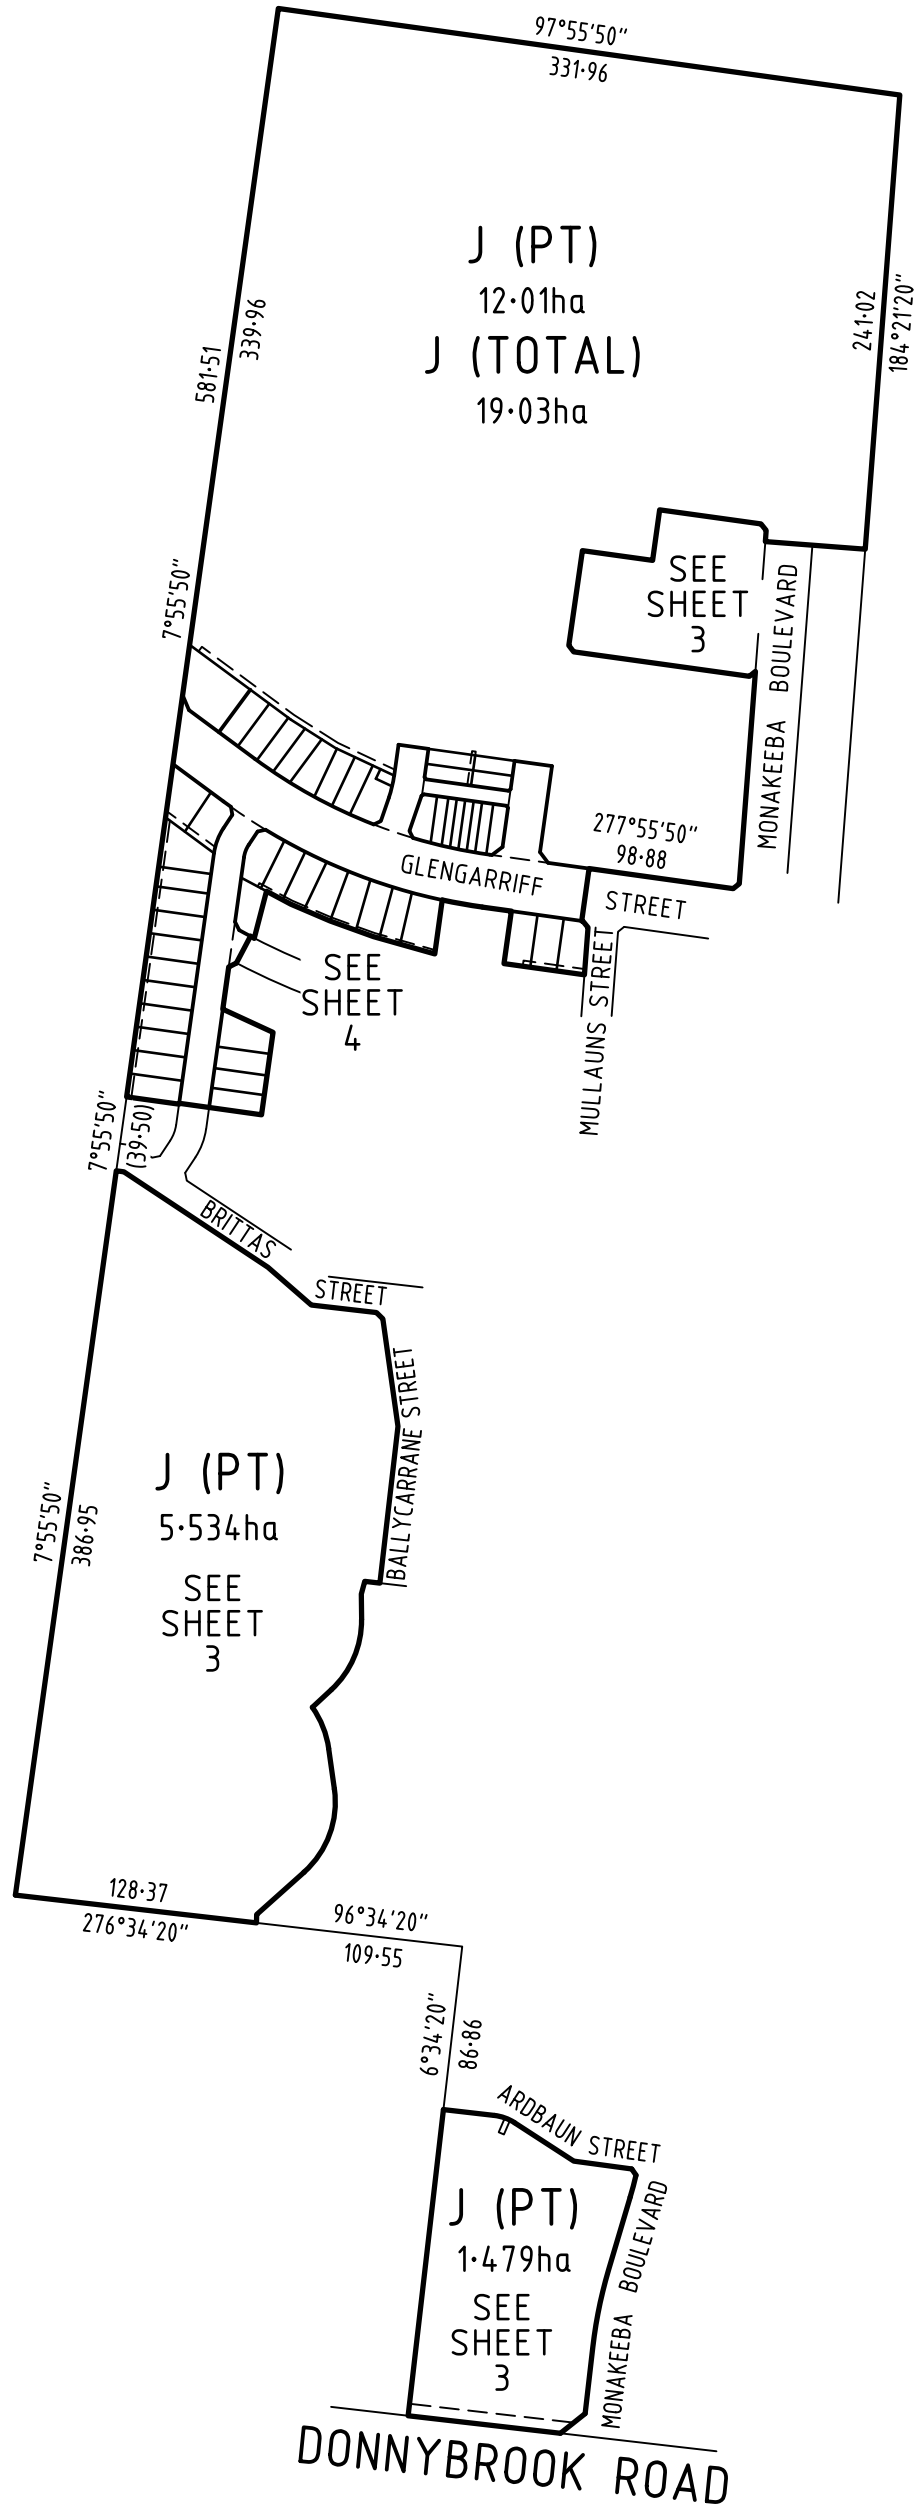 97°55'50"
331·96
J (PT)
12·01ha
J (TOTAL)
19·03ha
241·02
184°21'20"
339·96
581·51
7°55'50"
SEE
SHEET
3
MONAKEEBA BOULEVARD
277°55'50"
98·88
GLENGARRIFF
STREET
SEE
SHEET
4
MULLAUNS STREET
7°55'50"
(39·50)
BRITTAS
STREET
BALLYCARRANE STREET
J (PT)
5·534ha
SEE
SHEET
3
7°55'50"
386·95
128·37
276°34'20"
96°34'20"
109·55
6°34'20"
86·86
ARDBAUN STREET
J (PT)
1·479ha
SEE
SHEET
3
MONAKEEBA BOULEVARD
DONNYBROOK ROAD